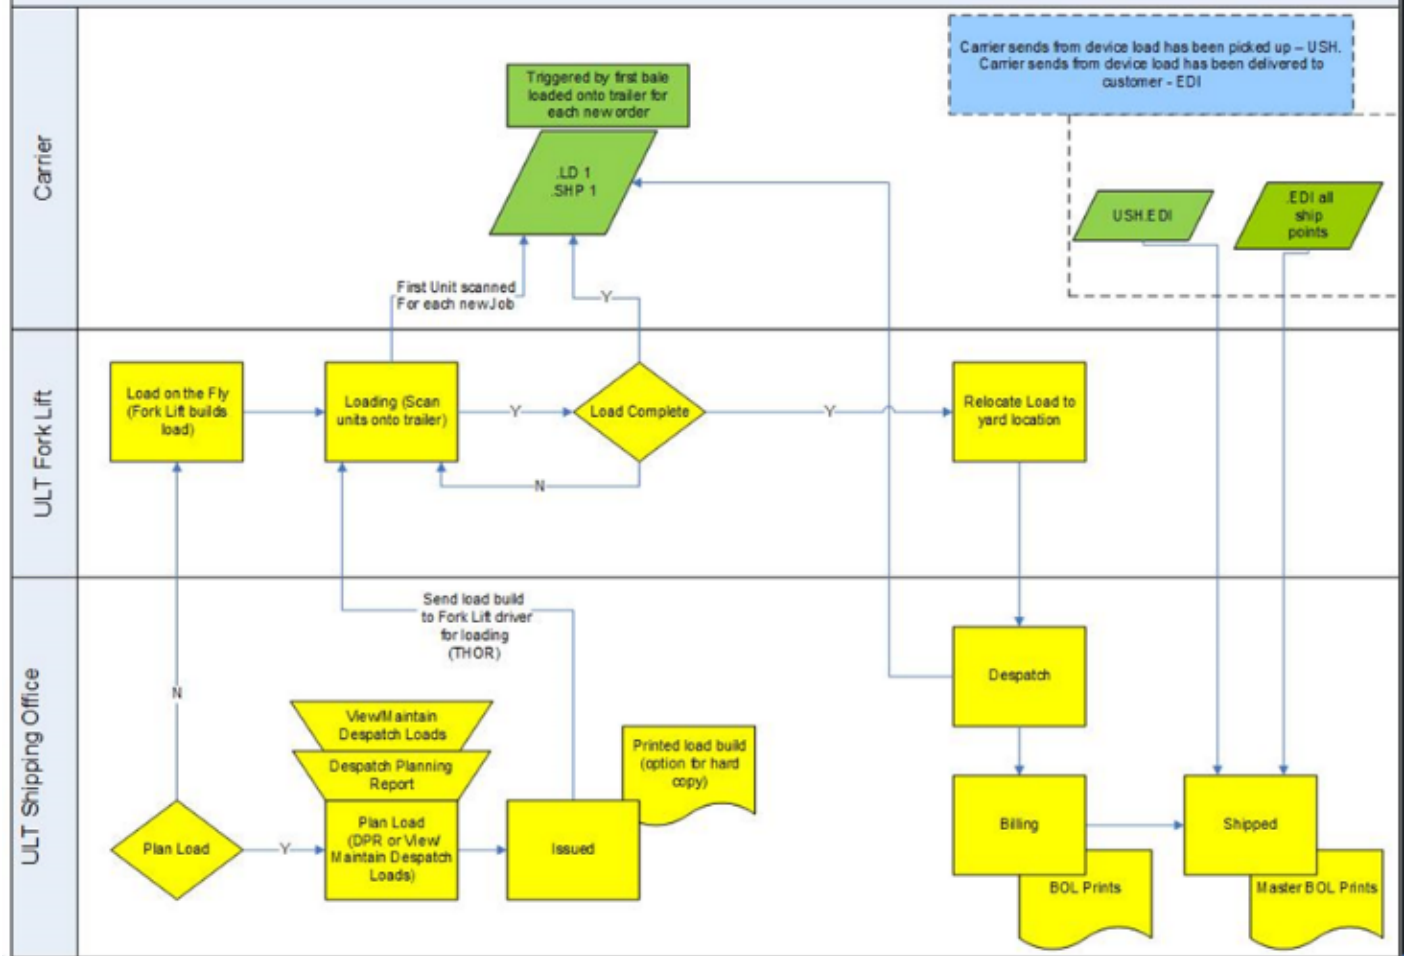 Carrier
Triggered by first bale
loaded onto trailer for
each new order
.LD 1
.SHP 1
Carrier sends from device load has been picked up – USH.
Carrier sends from device load has been delivered to
customer - EDI
USH.EDI
.EDI all
ship
points
First Unit scanned
For each new Job
Y
ULT Fork Lift
Load on the Fly
(Fork Lift builds
load)
Loading (Scan
units onto trailer)
Y
Load Complete
Y
Relocate Load to
yard location
N
ULT Shipping Office
Send load build
to Fork Lift driver
for loading
(THOR)
N
View/Maintain
Despatch Loads
Despatch Planning
Report
Plan Load
Y
Plan Load
(DPR or View/
Maintain Despatch
Loads)
Issued
Printed load build
(option for hard
copy)
Despatch
Billing
Shipped
BOL Prints
Master BOL Prints